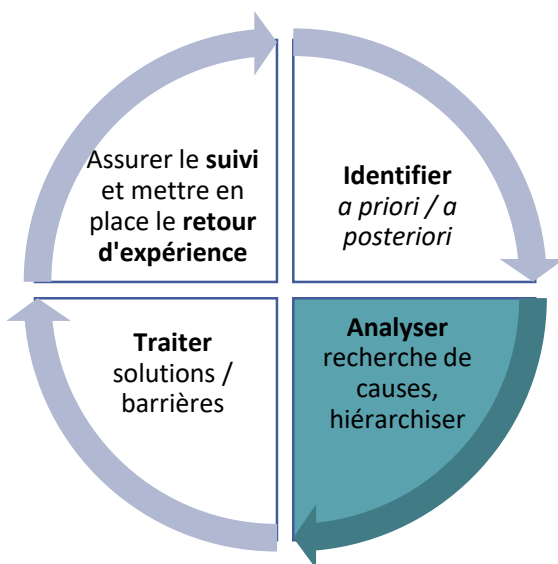 Assurer le suivi
et mettre en
place le retour
d'expérience
Identifier
a priori / a
posteriori
Traiter
solutions /
barrières
Analyser
recherche de
causes,
hiérarchiser